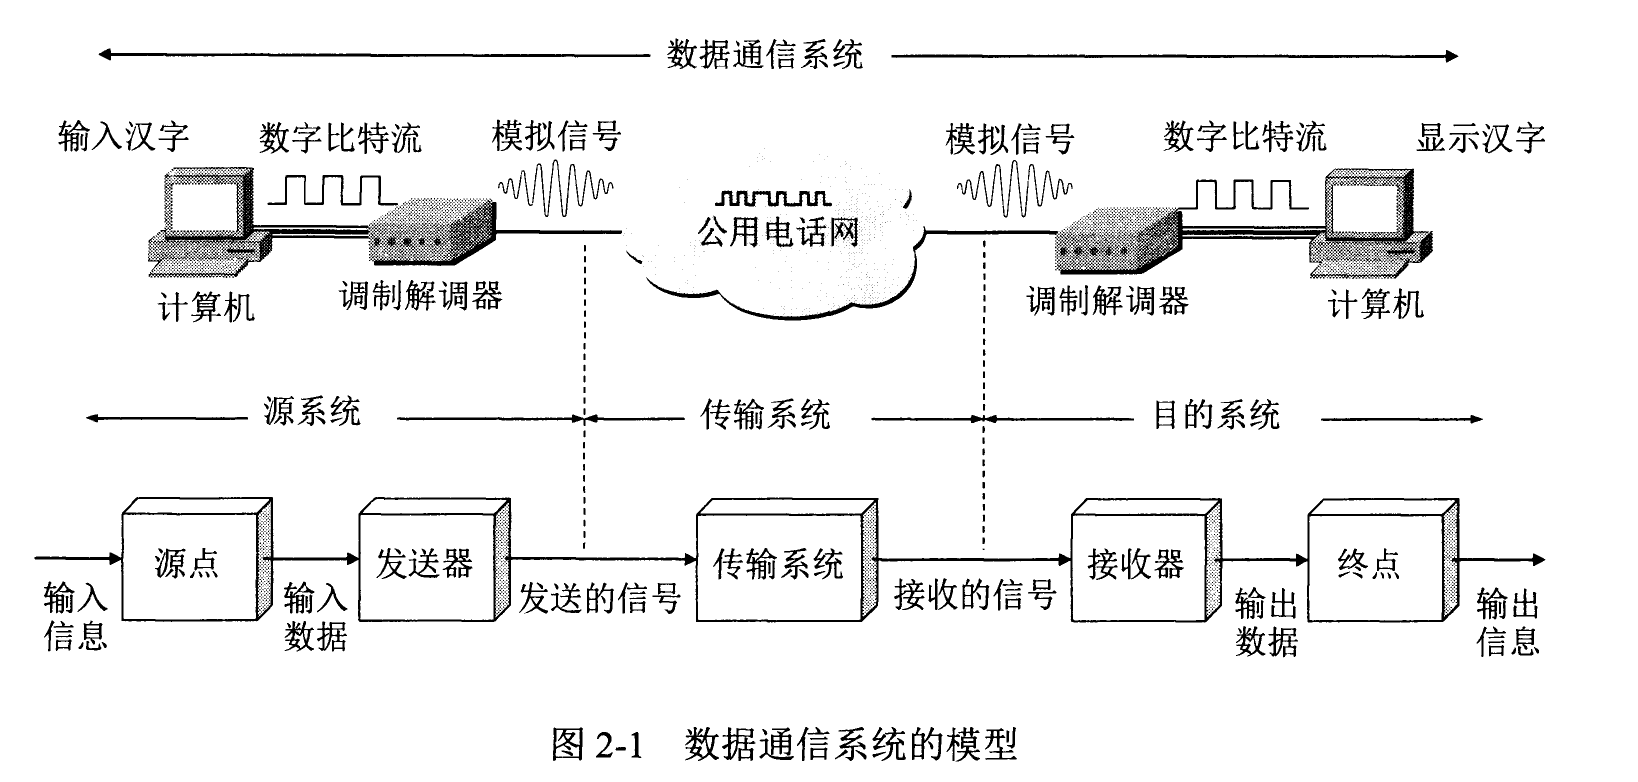 数据通信系统
输入汉字 数字比特流 模拟信号 模拟信号 数字比特流 显示汉字
公用电话网
计算机 调制解调器 调制解调器 计算机
源系统 传输系统 目的系统
源点 发送器 传输系统 接收器 终点
输入 输入 发送的信号 接收的信号 输出 输出
信息 数据 数据 信息
图 2-1 数据通信系统的模型